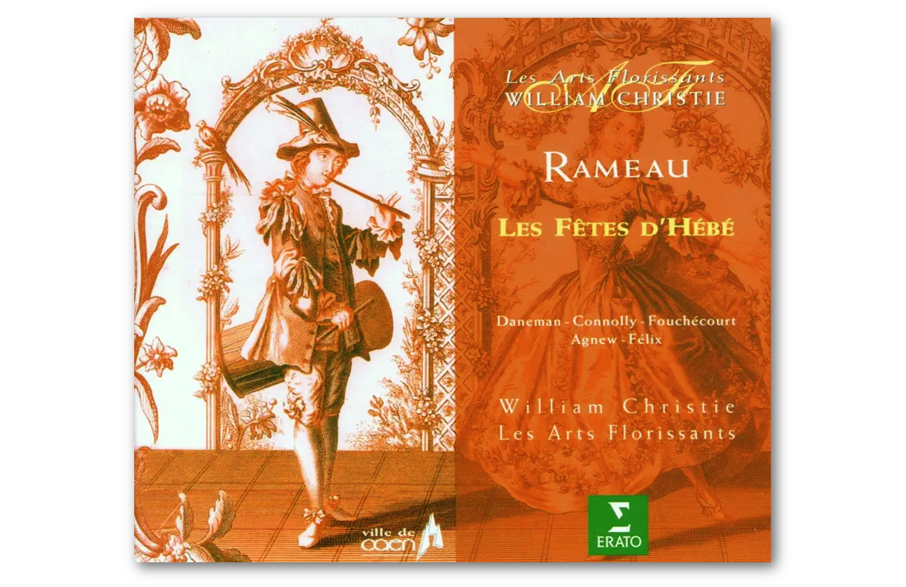 Les Arts Florissants
WILLIAM CHRISTIE
RAMEAU
LES FÊTES D'HÉBÉ
Daneman - Connolly - Fouchécourt
Agnew - Félix
William Christie
Les Arts Florissants
ville de
caen
ERATO